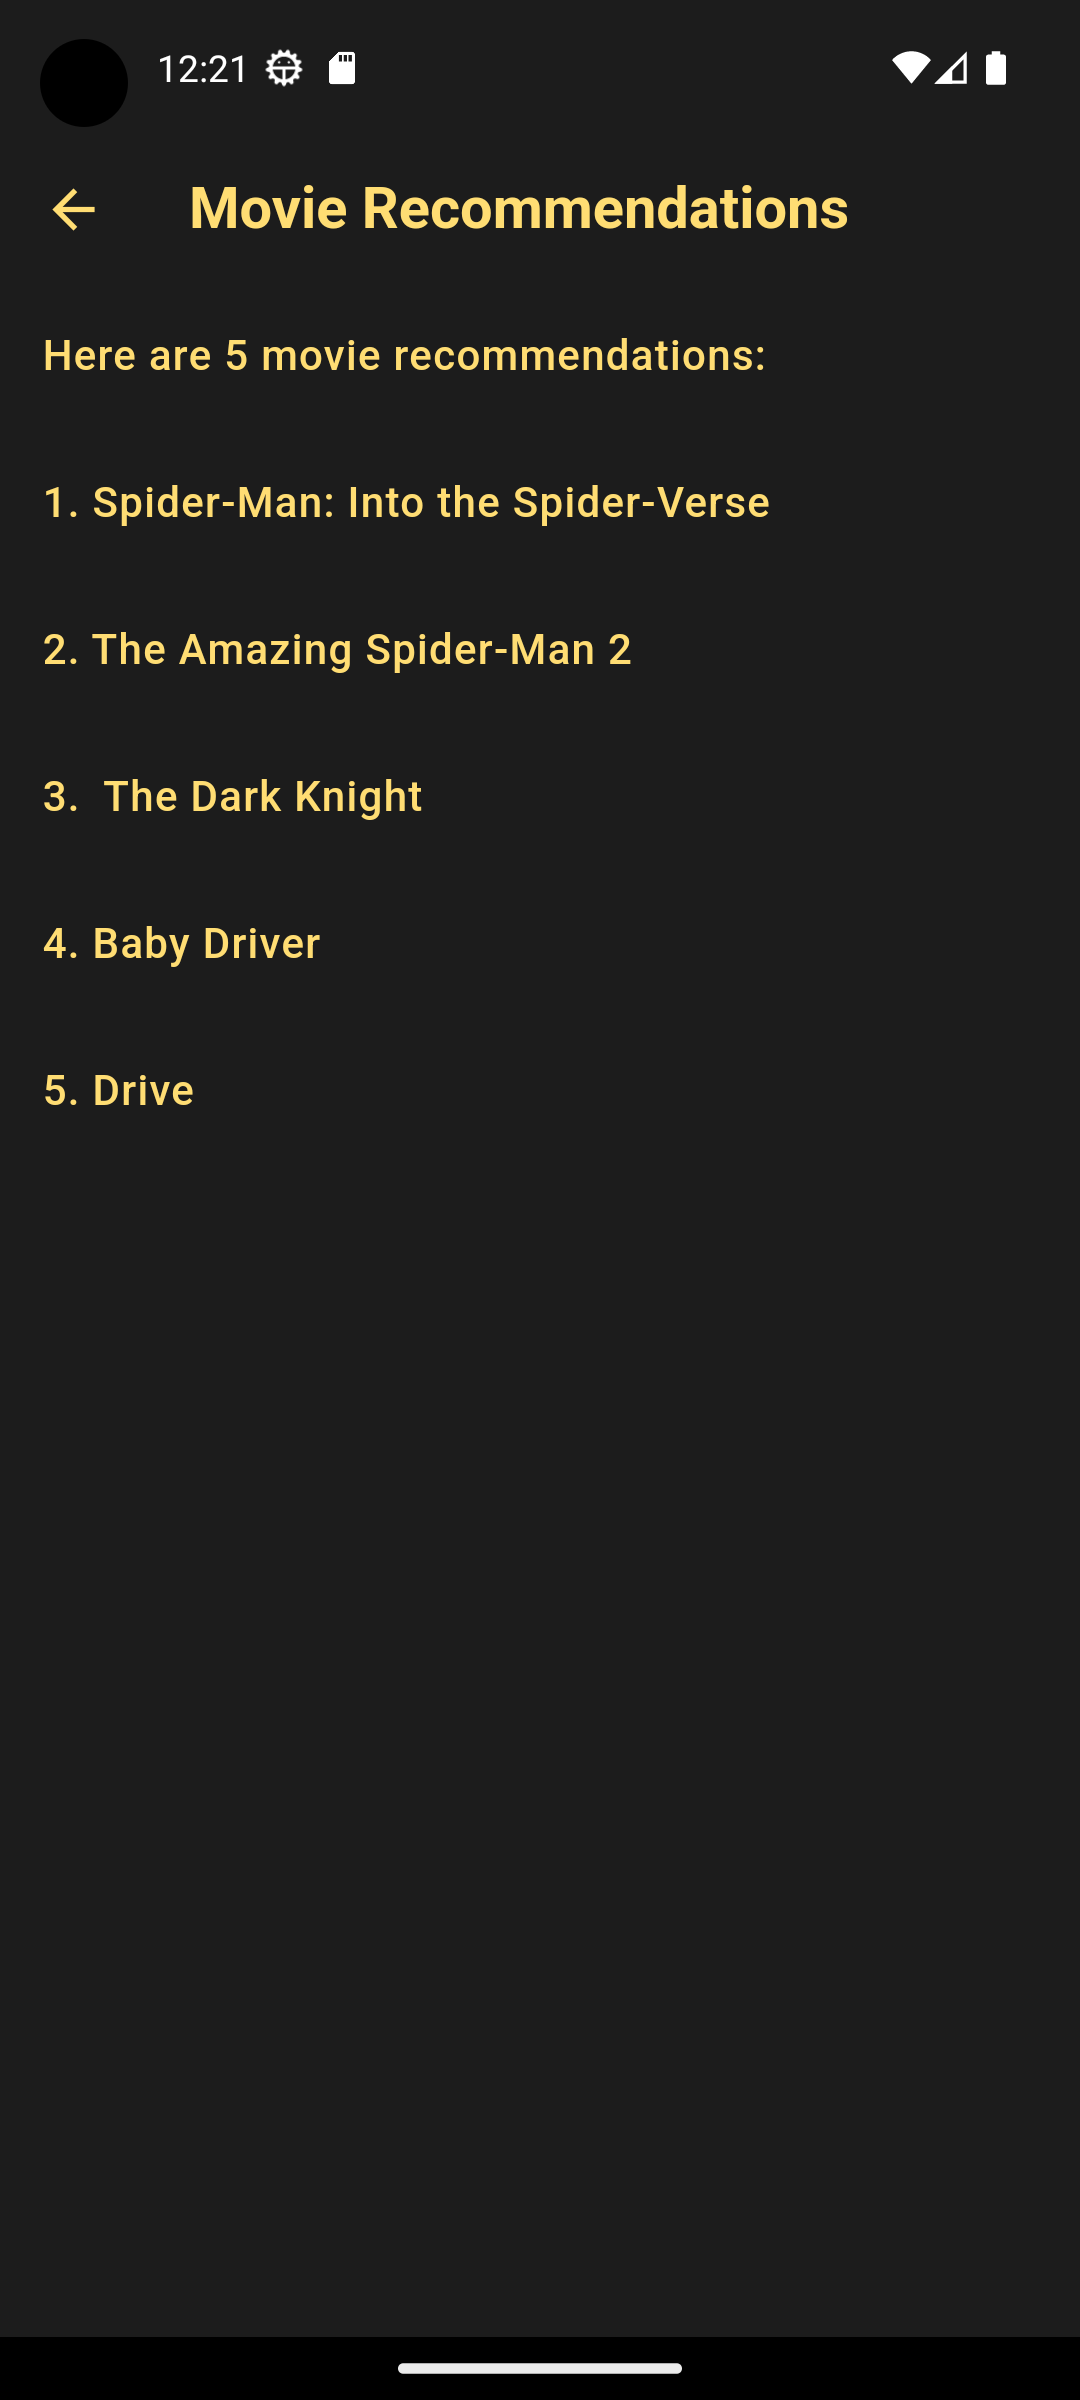 12:21
Movie Recommendations
Here are 5 movie recommendations:
1. Spider-Man: Into the Spider-Verse
2. The Amazing Spider-Man 2
3.  The Dark Knight
4. Baby Driver
5. Drive